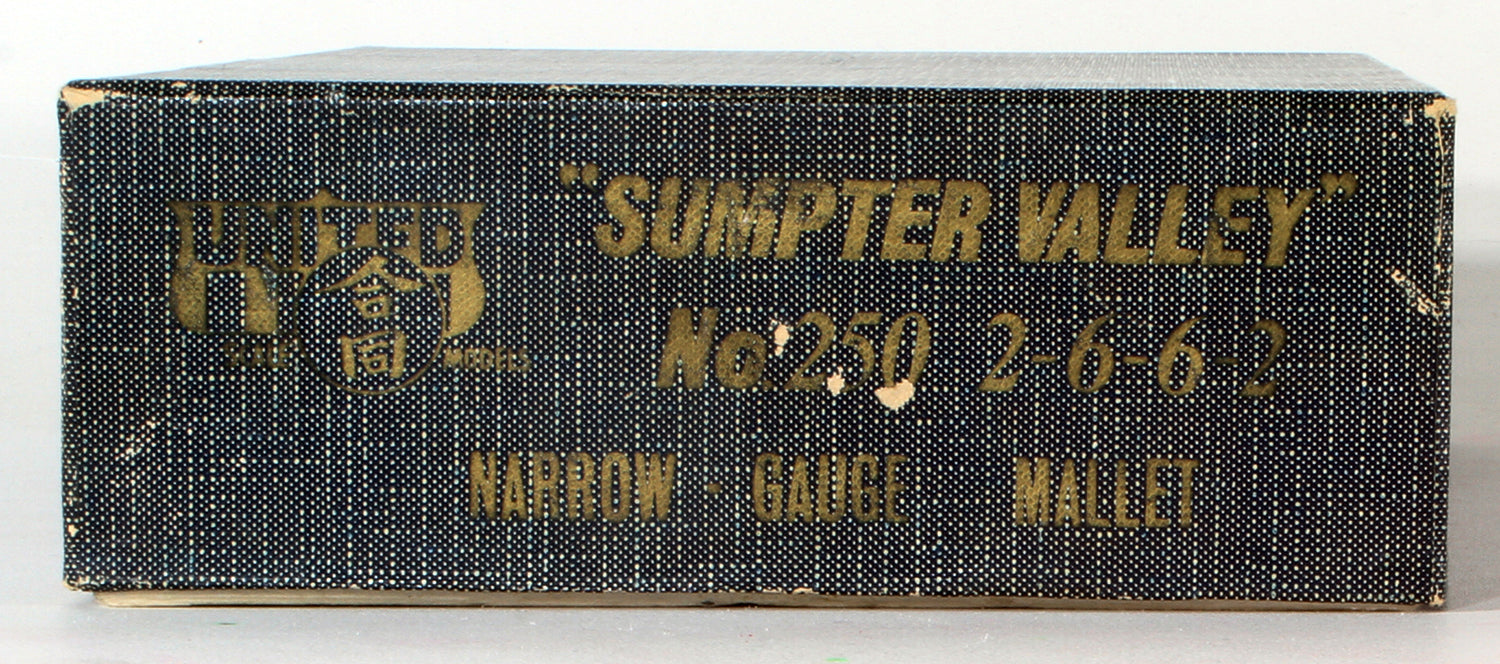 UNITED
合同
SCALE MODELS
"SUMPTER VALLEY"
No. 250 2-6-6-2
NARROW - GAUGE MALLET